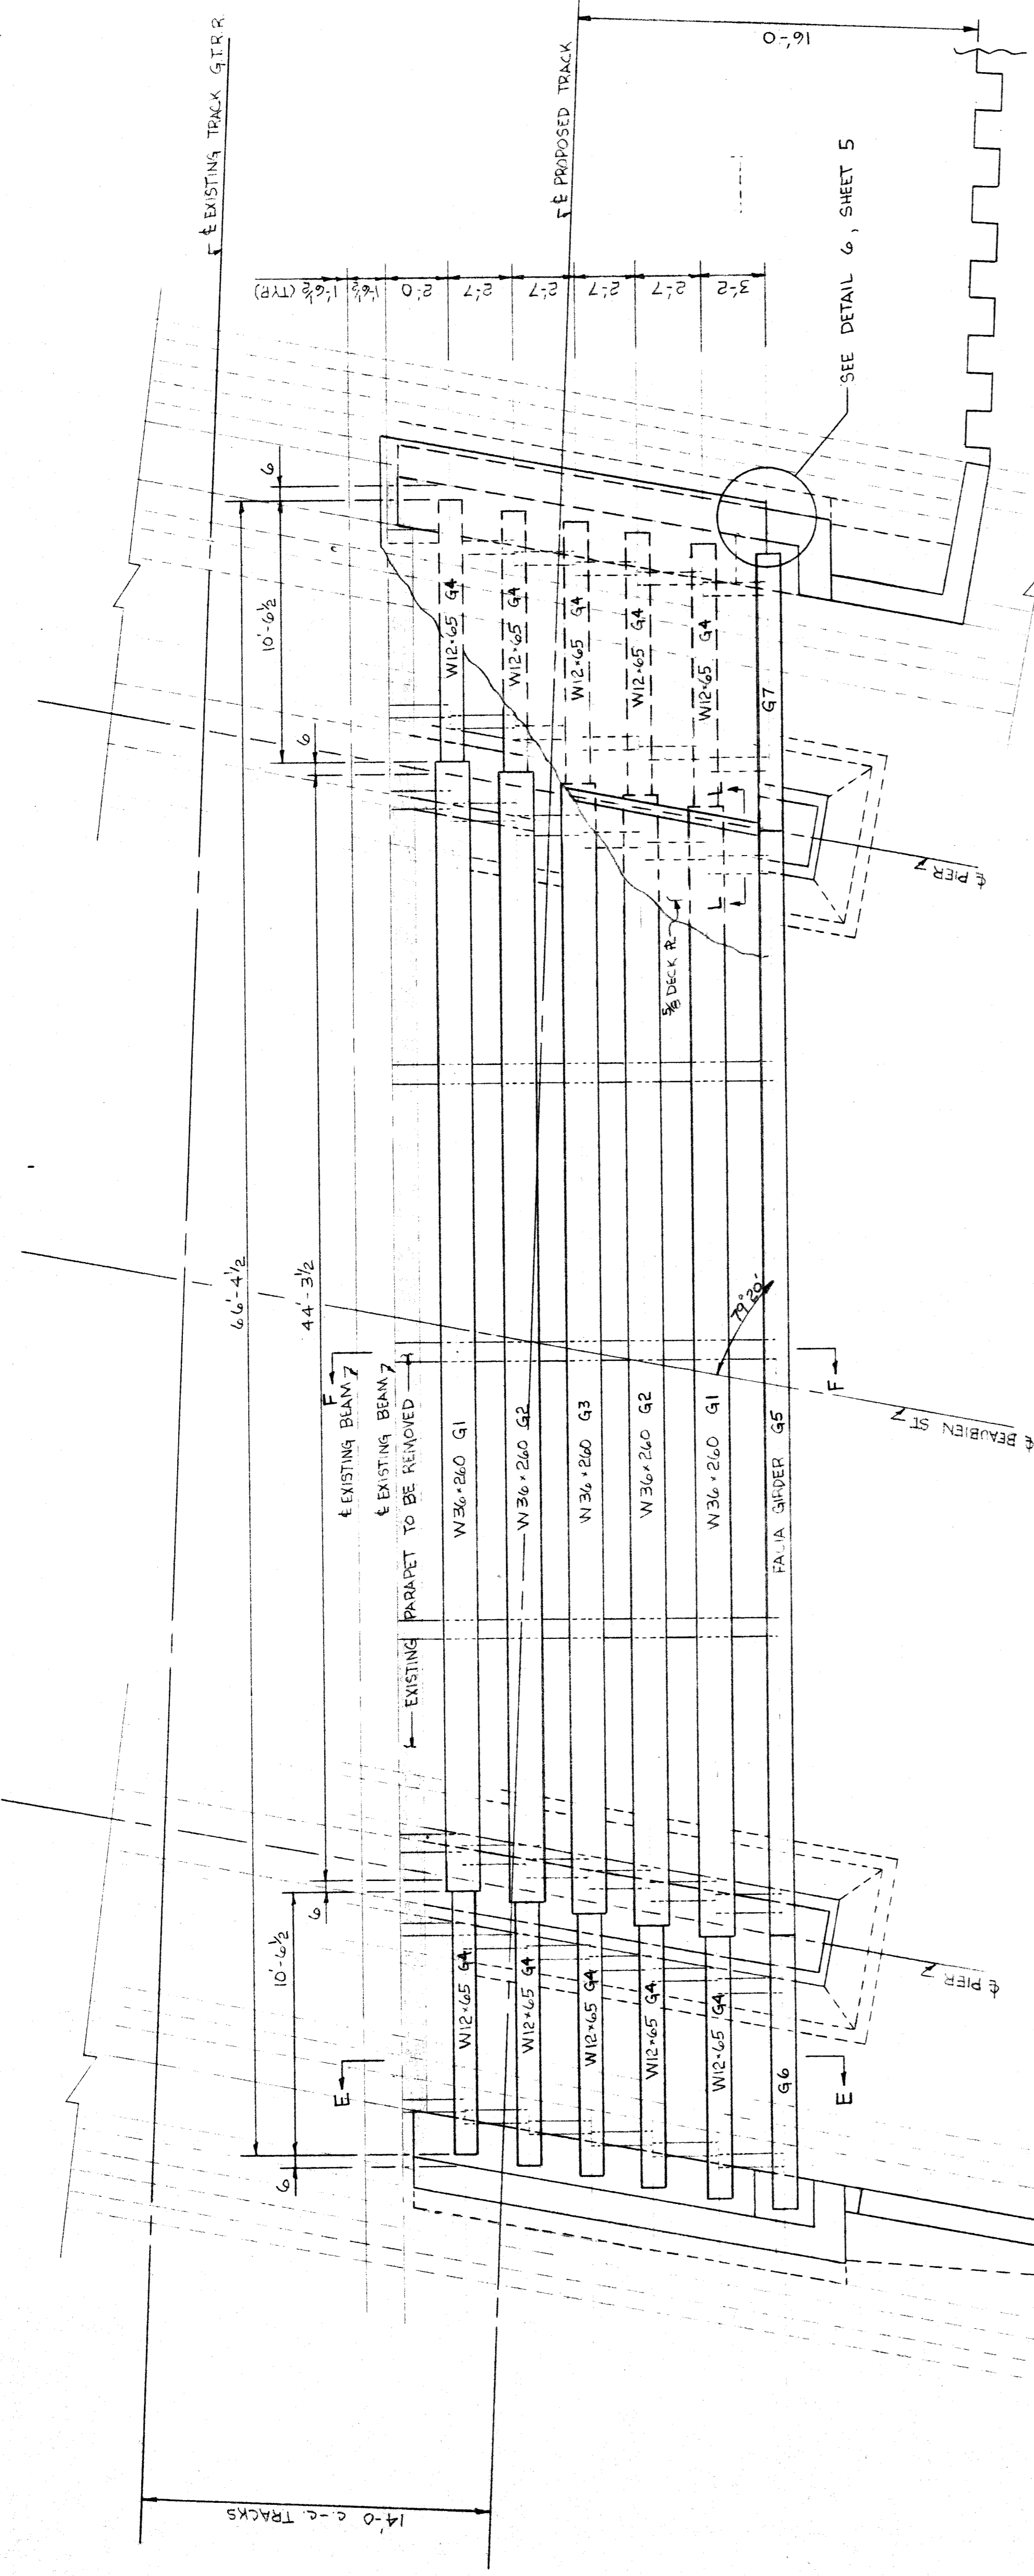 ℄ EXISTING TRACK G.T.R.R.
℄ PROPOSED TRACK
16'-0
SEE DETAIL 6, SHEET 5
1'-6½ (TYP.)
1'-6½
2'-0
2'-7
2'-7
2'-7
2'-7
3'-2
6
10'-6½
6
66'-4½
44'-3½
6
10'-6½
6
W12×65 G4
W12×65 G4
W12×65 G4
W12×65 G4
W12×65 G4
G7
L
L
⅝ DECK ℄
℄ PIER
79°20'
F
F
℄ EXISTING BEAM
℄ EXISTING BEAM
EXISTING PARAPET TO BE REMOVED
W36×260 G1
W36×260 G2
W36×260 G3
W36×260 G2
W36×260 G1
FACIA GIRDER G5
℄ BEAUBIEN ST.
W12×65 G4
W12×65 G4
W12×65 G4
W12×65 G4
W12×65 G4
G6
E
E
℄ PIER
14'-0 c.-c. TRACKS